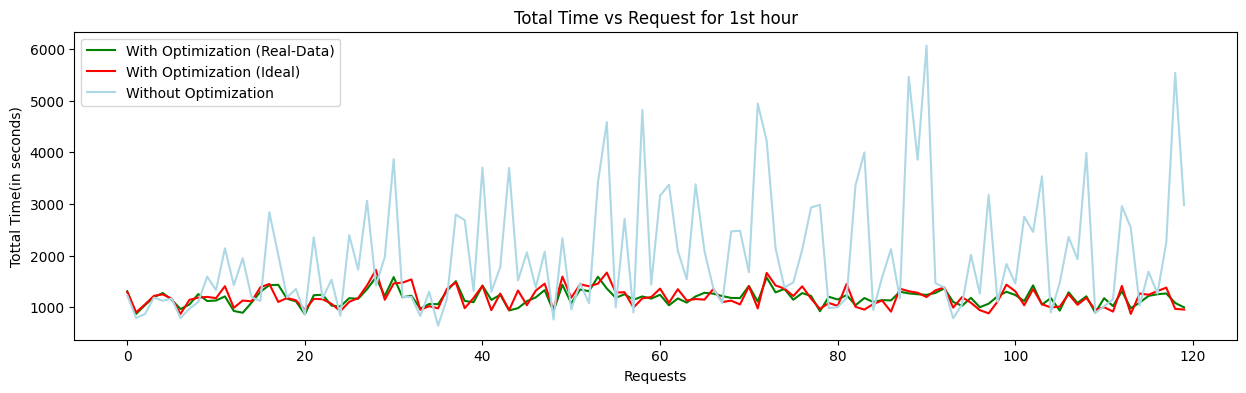 Total Time vs Request for 1st hour
With Optimization (Real-Data)
With Optimization (Ideal)
Without Optimization
Tottal Time(in seconds)
6000
5000
4000
3000
2000
1000
0
20
40
60
80
100
120
Requests